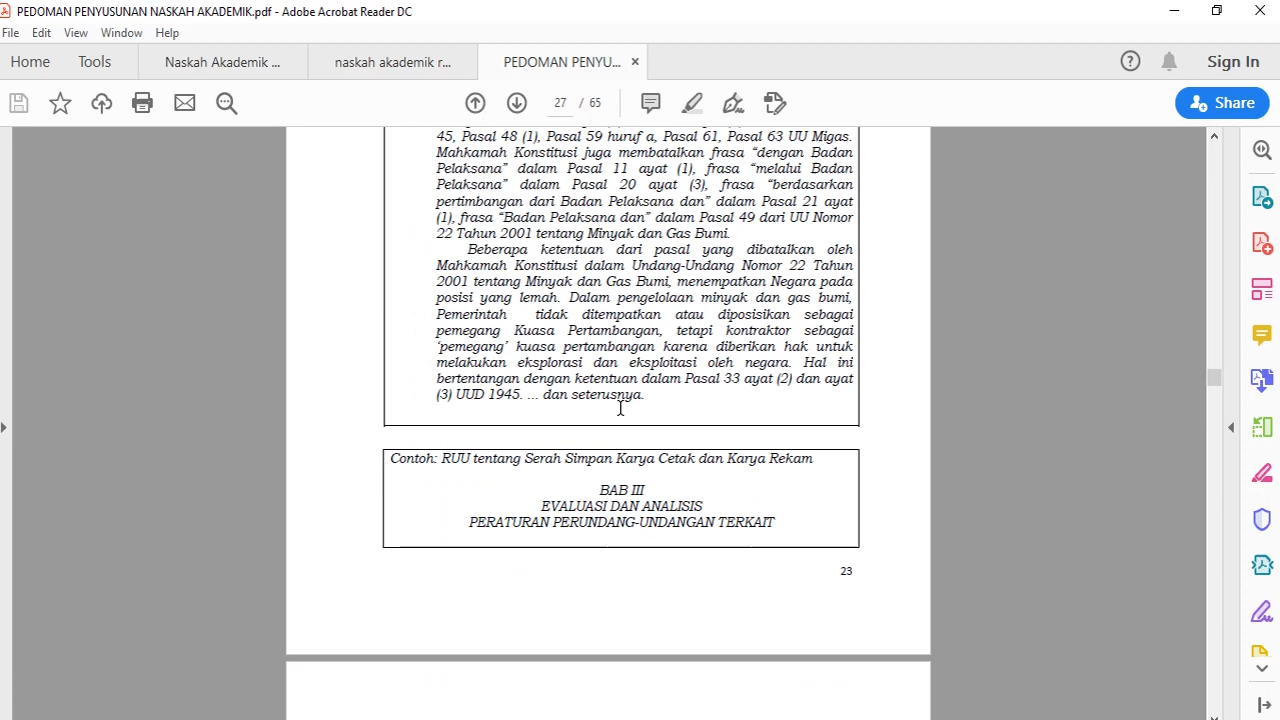 PEDOMAN PENYUSUNAN NASKAH AKADEMIK.pdf - Adobe Acrobat Reader DC
File Edit View Window Help
Home Tools Naskah Akademik ... naskah akademik r... PEDOMAN PENYU... ×
Sign In
27 / 65
Share
45, Pasal 48 (1), Pasal 59 huruf a, Pasal 61, Pasal 63 UU Migas.
Mahkamah Konstitusi juga membatalkan frasa “dengan Badan
Pelaksana” dalam Pasal 11 ayat (1), frasa “melalui Badan
Pelaksana” dalam Pasal 20 ayat (3), frasa “berdasarkan
pertimbangan dari Badan Pelaksana dan” dalam Pasal 21 ayat
(1), frasa “Badan Pelaksana dan” dalam Pasal 49 dari UU Nomor
22 Tahun 2001 tentang Minyak dan Gas Bumi.
Beberapa ketentuan dari pasal yang dibatalkan oleh
Mahkamah Konstitusi dalam Undang-Undang Nomor 22 Tahun
2001 tentang Minyak dan Gas Bumi, menempatkan Negara pada
posisi yang lemah. Dalam pengelolaan minyak dan gas bumi,
Pemerintah tidak ditempatkan atau diposisikan sebagai
pemegang Kuasa Pertambangan, tetapi kontraktor sebagai
‘pemegang’ kuasa pertambangan karena diberikan hak untuk
melakukan eksplorasi dan eksploitasi oleh negara. Hal ini
bertentangan dengan ketentuan dalam Pasal 33 ayat (2) dan ayat
(3) UUD 1945. ... dan seterusnya.
Contoh: RUU tentang Serah Simpan Karya Cetak dan Karya Rekam
BAB III
EVALUASI DAN ANALISIS
PERATURAN PERUNDANG-UNDANGAN TERKAIT
23